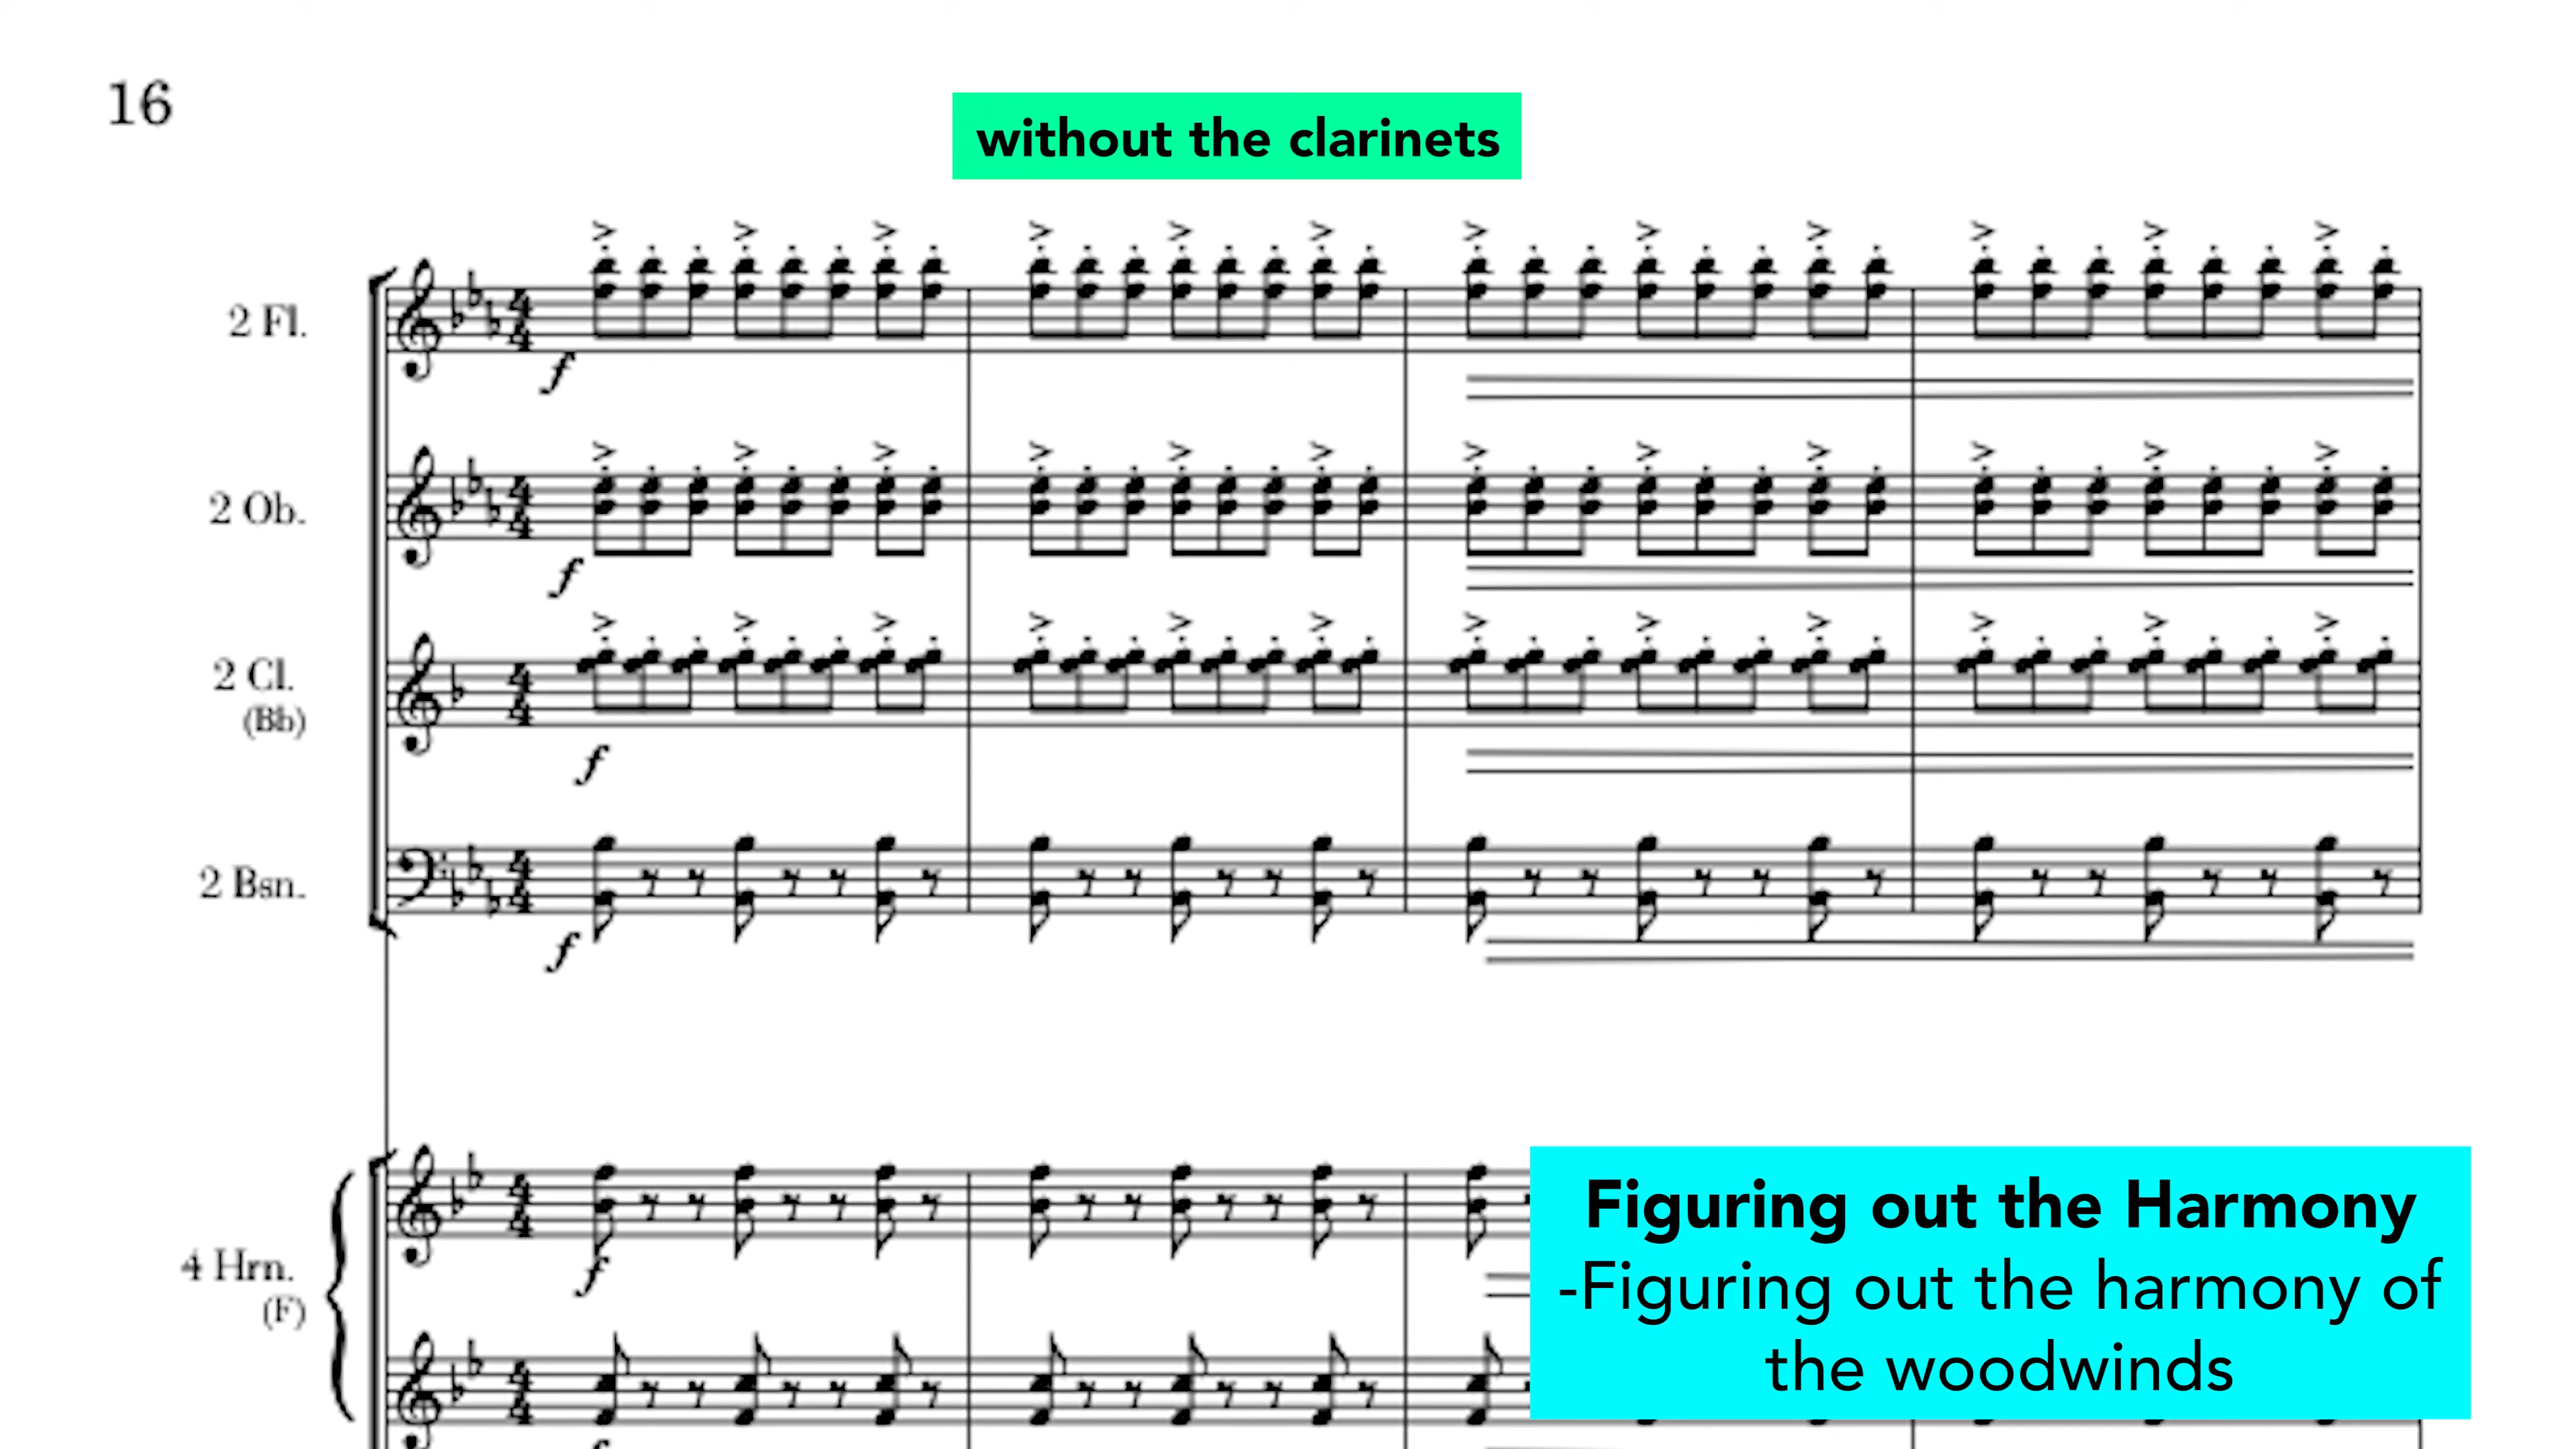 16
without the clarinets
2 Fl.
f
2 Ob.
f
2 Cl.
(Bb)
f
2 Bsn.
f
4 Hrn.
(F)
f
Figuring out the Harmony
-Figuring out the harmony of
the woodwinds